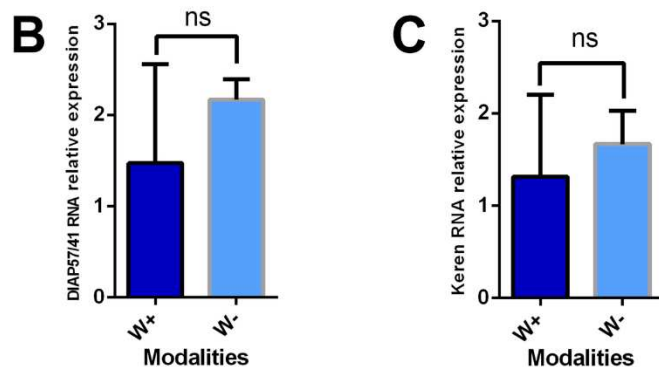 B
DIAP57/41 RNA relative expression
3
2
1
0
ns
W+
W-
Modalities
C
Keren RNA relative expression
3
2
1
0
ns
W+
W-
Modalities